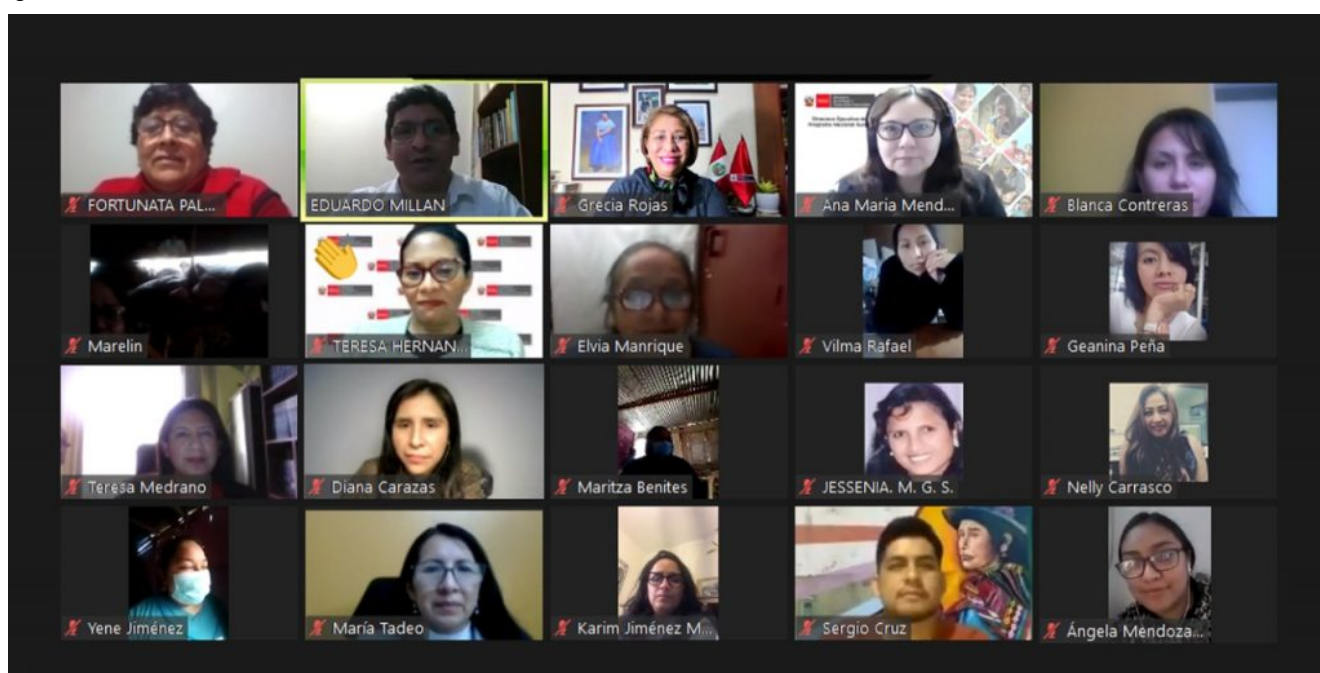 FORTUNATA PAL...
EDUARDO MILLAN
Grecia Rojas
Ana Maria Mend...
Blanca Contreras
Marelin
TERESA HERNAN...
Elvia Manrique
Vilma Rafael
Geanina Peña
Teresa Medrano
Diana Carazas
Maritza Benites
JESSENIA. M. G. S.
Nelly Carrasco
Yene Jiménez
María Tadeo
Karim Jiménez M...
Sergio Cruz
Ángela Mendoza...